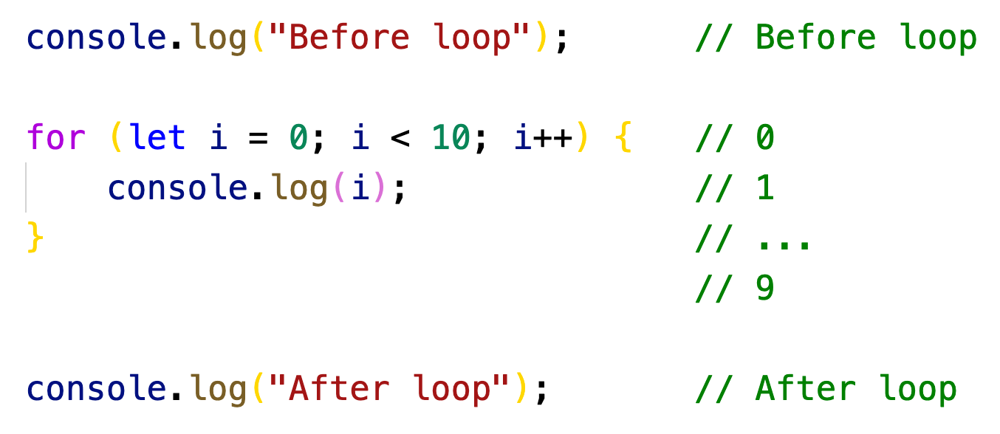 console.log("Before loop");      // Before loop
for (let i = 0; i < 10; i++) {   // 0
    console.log(i);              // 1
}                                // ...
                                 // 9
console.log("After loop");       // After loop